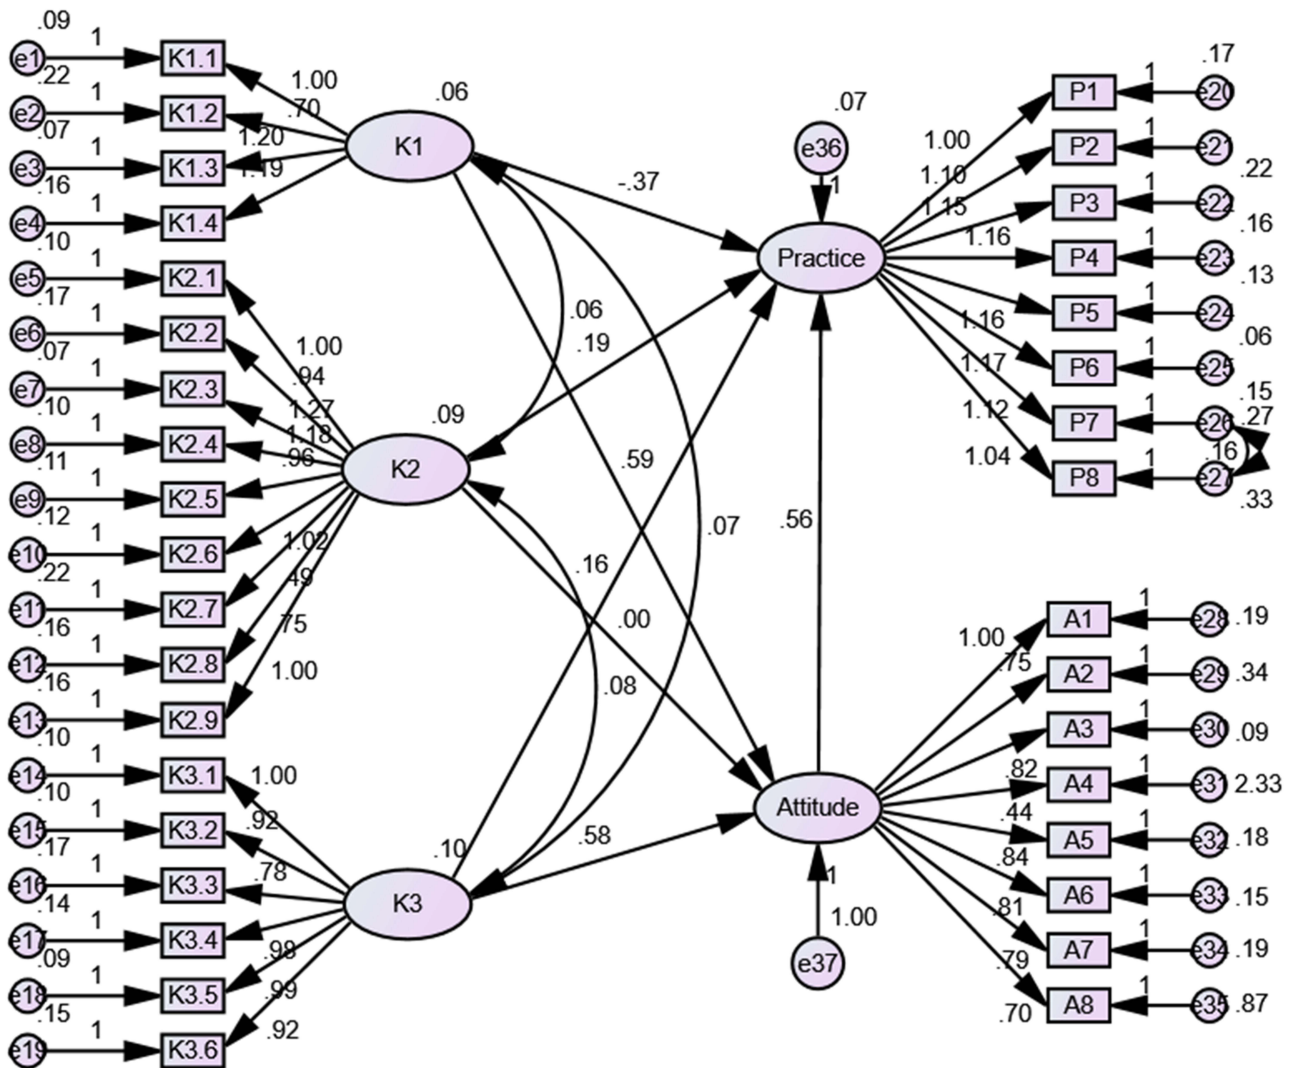 .09
e1 1 K1.1
.22
e2 1 K1.2
.07
e3 1 K1.3
.16
e4 1 K1.4
.10
e5 1 K2.1
.17
e6 1 K2.2
.07
e7 1 K2.3
.10
e8 1 K2.4
.11
e9 1 K2.5
.12
e10 1 K2.6
.22
e11 1 K2.7
.16
e12 1 K2.8
.16
e13 1 K2.9
.10
e14 1 K3.1
.10
e15 1 K3.2
.17
e16 1 K3.3
.14
e17 1 K3.4
.09
e18 1 K3.5
.15
e19 1 K3.6
1.00
.70
1.20
1.19
.06
K1
1.00
.94
1.27
1.18
.96
1.02
.49
.75
1.00
.09
K2
1.00
.92
.78
.98
.99
.92
.10
K3
-.37
.06
.19
.59
.07
.56
.16
.00
.08
.58
.07
e36
1
Practice
Attitude
1
1.00
e37
1.00
1.10
1.15
1.16
1.16
1.17
1.12
1.04
.17
P1 1 e20
P2 1 e21
.22
P3 1 e22
.16
P4 1 e23
.13
P5 1 e24
.06
P6 1 e25
.15
P7 1 e26 .27
.16
P8 1 e27
.33
1.00
.75
.82
.44
.84
.81
.79
.70
A1 1 e28 .19
A2 1 e29 .34
A3 1 e30 .09
A4 1 e31 2.33
A5 1 e32 .18
A6 1 e33 .15
A7 1 e34 .19
A8 1 e35 .87